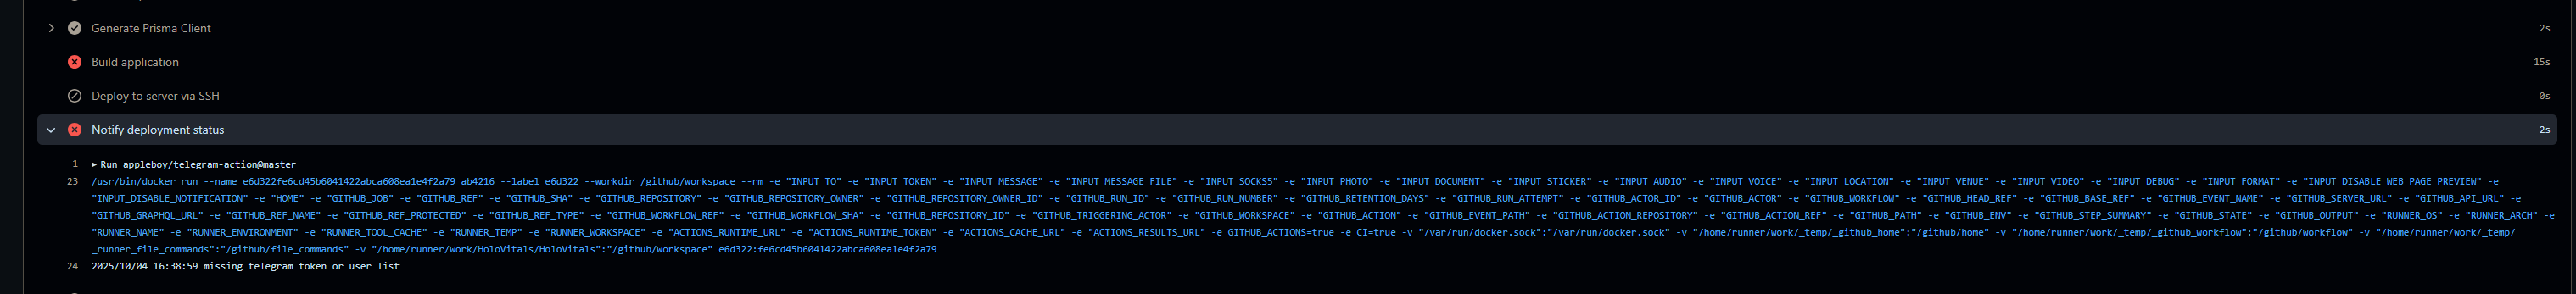 Generate Prisma Client 2s
Build application 15s
Deploy to server via SSH 0s
Notify deployment status 2s
1 Run appleboy/telegram-action@master
23 /usr/bin/docker run --name e6d322fe6cd45b6041422abca608ea1e4f2a79_ab4216 --label e6d322 --workdir /github/workspace --rm -e "INPUT_TO" -e "INPUT_TOKEN" -e "INPUT_MESSAGE" -e "INPUT_MESSAGE_FILE" -e "INPUT_SOCKS5" -e "INPUT_PHOTO" -e "INPUT_DOCUMENT" -e "INPUT_STICKER" -e "INPUT_AUDIO" -e "INPUT_VOICE" -e "INPUT_LOCATION" -e "INPUT_VENUE" -e "INPUT_VIDEO" -e "INPUT_DEBUG" -e "INPUT_FORMAT" -e "INPUT_DISABLE_WEB_PAGE_PREVIEW" -e
"INPUT_DISABLE_NOTIFICATION" -e "HOME" -e "GITHUB_JOB" -e "GITHUB_REF" -e "GITHUB_SHA" -e "GITHUB_REPOSITORY" -e "GITHUB_REPOSITORY_OWNER" -e "GITHUB_REPOSITORY_OWNER_ID" -e "GITHUB_RUN_ID" -e "GITHUB_RUN_NUMBER" -e "GITHUB_RETENTION_DAYS" -e "GITHUB_RUN_ATTEMPT" -e "GITHUB_ACTOR_ID" -e "GITHUB_ACTOR" -e "GITHUB_WORKFLOW" -e "GITHUB_HEAD_REF" -e "GITHUB_BASE_REF" -e "GITHUB_EVENT_NAME" -e "GITHUB_SERVER_URL" -e "GITHUB_API_URL" -e
"GITHUB_GRAPHQL_URL" -e "GITHUB_REF_NAME" -e "GITHUB_REF_PROTECTED" -e "GITHUB_REF_TYPE" -e "GITHUB_WORKFLOW_REF" -e "GITHUB_WORKFLOW_SHA" -e "GITHUB_REPOSITORY_ID" -e "GITHUB_TRIGGERING_ACTOR" -e "GITHUB_WORKSPACE" -e "GITHUB_ACTION" -e "GITHUB_EVENT_PATH" -e "GITHUB_ACTION_REPOSITORY" -e "GITHUB_ACTION_REF" -e "GITHUB_PATH" -e "GITHUB_ENV" -e "GITHUB_STEP_SUMMARY" -e "GITHUB_STATE" -e "GITHUB_OUTPUT" -e "RUNNER_OS" -e "RUNNER_ARCH" -e
"RUNNER_NAME" -e "RUNNER_ENVIRONMENT" -e "RUNNER_TOOL_CACHE" -e "RUNNER_TEMP" -e "RUNNER_WORKSPACE" -e "ACTIONS_RUNTIME_URL" -e "ACTIONS_RUNTIME_TOKEN" -e "ACTIONS_CACHE_URL" -e "ACTIONS_RESULTS_URL" -e GITHUB_ACTIONS=true -e CI=true -v "/var/run/docker.sock":"/var/run/docker.sock" -v "/home/runner/work/_temp/_github_home":"/github/home" -v "/home/runner/work/_temp/_github_workflow":"/github/workflow" -v "/home/runner/work/_temp/
_runner_file_commands":"/github/file_commands" -v "/home/runner/work/HoloVitals/HoloVitals":"/github/workspace" e6d322:fe6cd45b6041422abca608ea1e4f2a79
24 2025/10/04 16:38:59 missing telegram token or user list